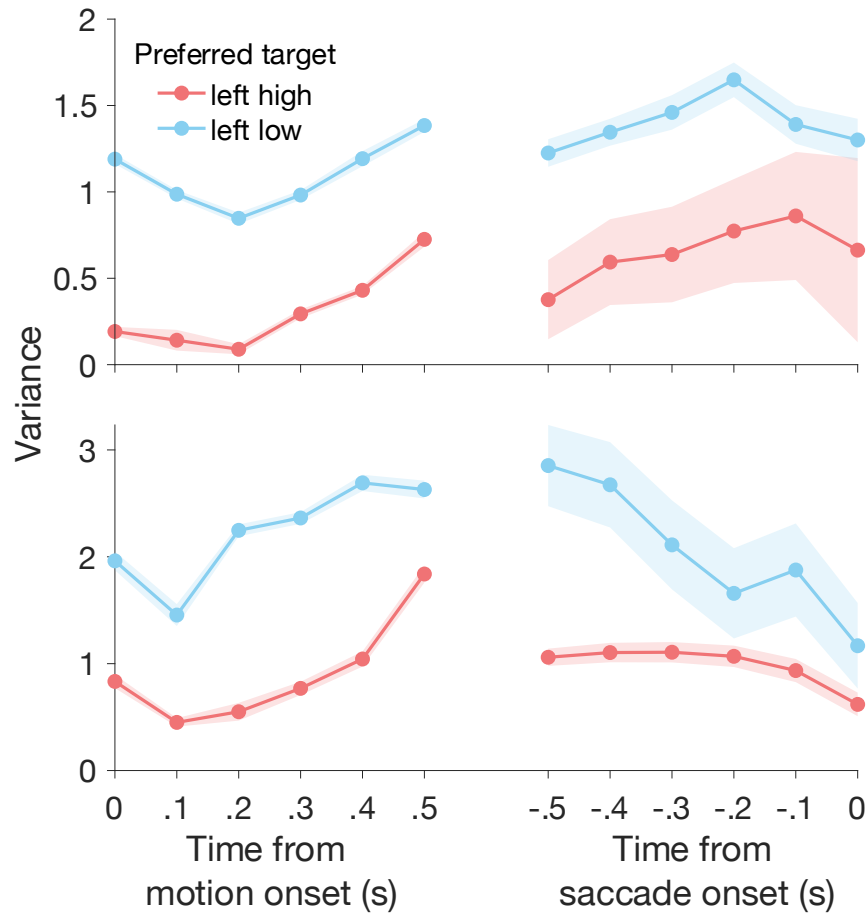 2
Preferred target
left high
left low
1.5
1
0.5
0
Variance
3
2
1
0
0 .1 .2 .3 .4 .5 -.5 -.4 -.3 -.2 -.1 0
Time from Time from
motion onset (s) saccade onset (s)